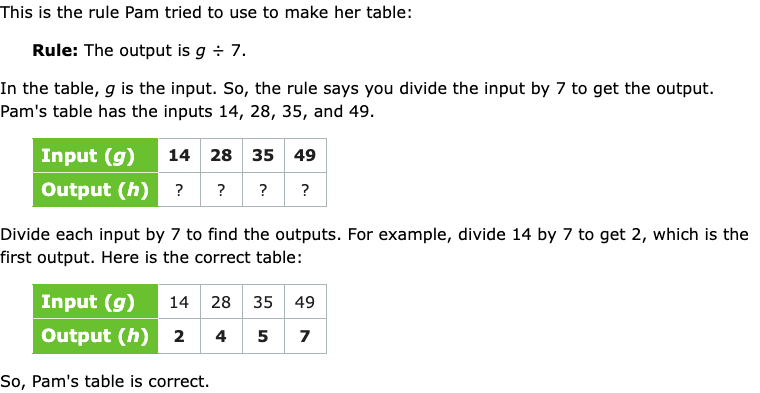 This is the rule Pam tried to use to make her table:
Rule: The output is g ÷ 7.
In the table, g is the input. So, the rule says you divide the input by 7 to get the output.
Pam's table has the inputs 14, 28, 35, and 49.
Input (g) 14 28 35 49
Output (h) ? ? ? ?
Divide each input by 7 to find the outputs. For example, divide 14 by 7 to get 2, which is the
first output. Here is the correct table:
Input (g) 14 28 35 49
Output (h) 2 4 5 7
So, Pam's table is correct.